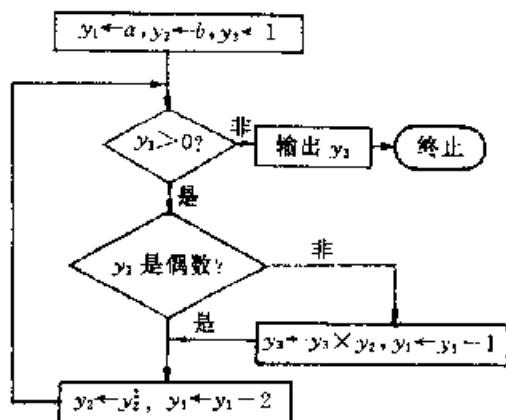 y₁←a,y₂←b,y₃← 1
y₁>0?
非
输出 y₃
终止
是
y₁ 是偶数?
非
是
y₃← y₃×y₂,y₁←y₁−1
y₂←y₂², y₁←y₁−2